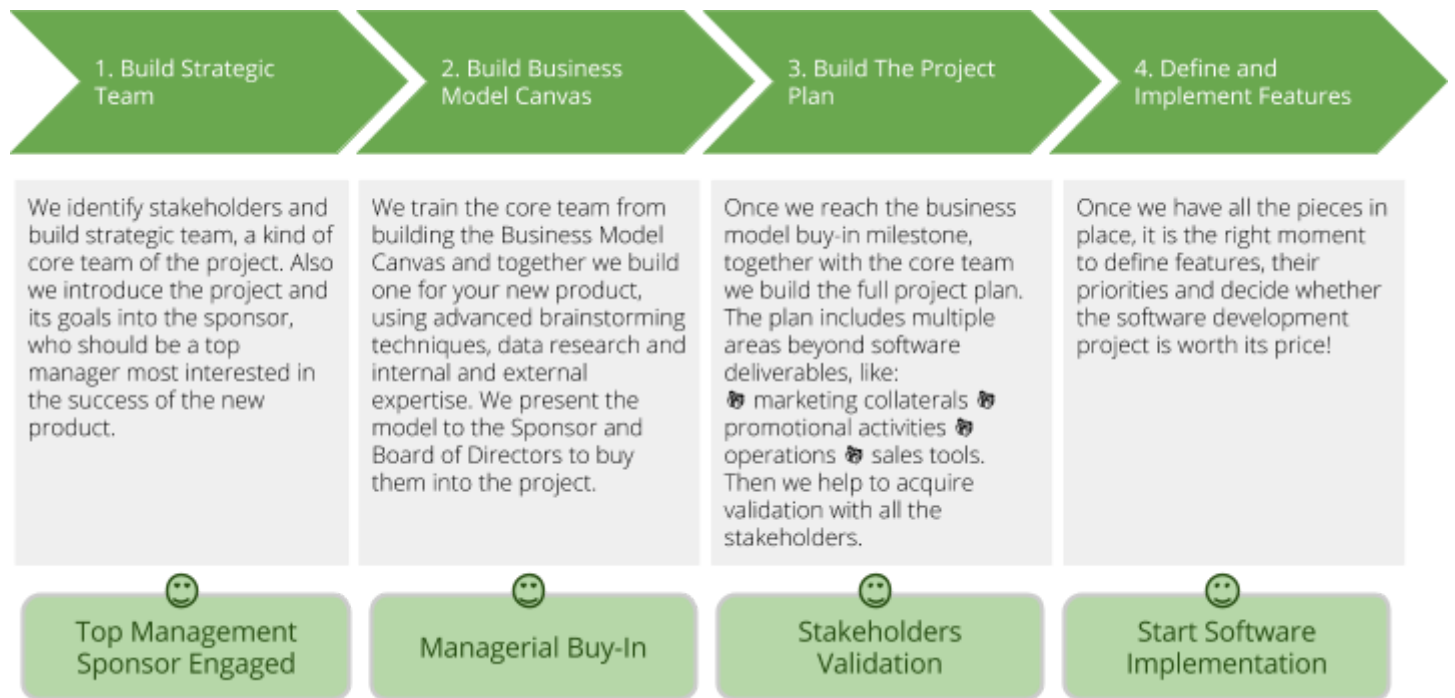 1. Build Strategic
Team
2. Build Business
Model Canvas
3. Build The Project
Plan
4. Define and
Implement Features
We identify stakeholders and
build strategic team, a kind of
core team of the project. Also
we introduce the project and
its goals into the sponsor,
who should be a top
manager most interested in
the success of the new
product.
We train the core team from
building the Business Model
Canvas and together we build
one for your new product,
using advanced brainstorming
techniques, data research and
internal and external
expertise. We present the
model to the Sponsor and
Board of Directors to buy
them into the project.
Once we reach the business
model buy-in milestone,
together with the core team
we build the full project plan.
The plan includes multiple
areas beyond software
deliverables, like:
marketing collaterals
promotional activities
operations sales tools.
Then we help to acquire
validation with all the
stakeholders.
Once we have all the pieces in
place, it is the right moment
to define features, their
priorities and decide whether
the software development
project is worth its price!
Top Management
Sponsor Engaged
Managerial Buy-In
Stakeholders
Validation
Start Software
Implementation